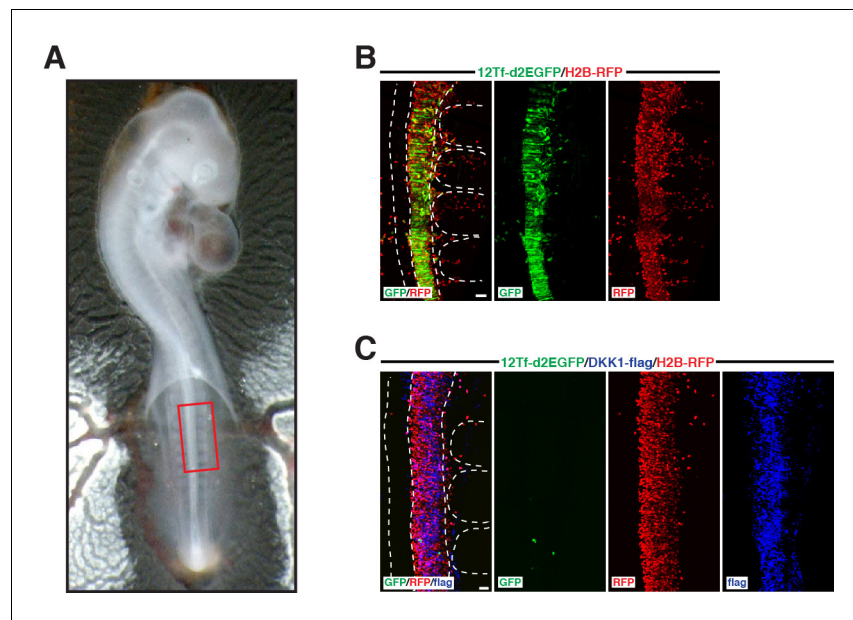 A
B
12Tf-d2EGFP/H2B-RFP
GFP/RFP
GFP
RFP
C
12Tf-d2EGFP/DKK1-flag/H2B-RFP
GFP/RFP/flag
GFP
RFP
flag